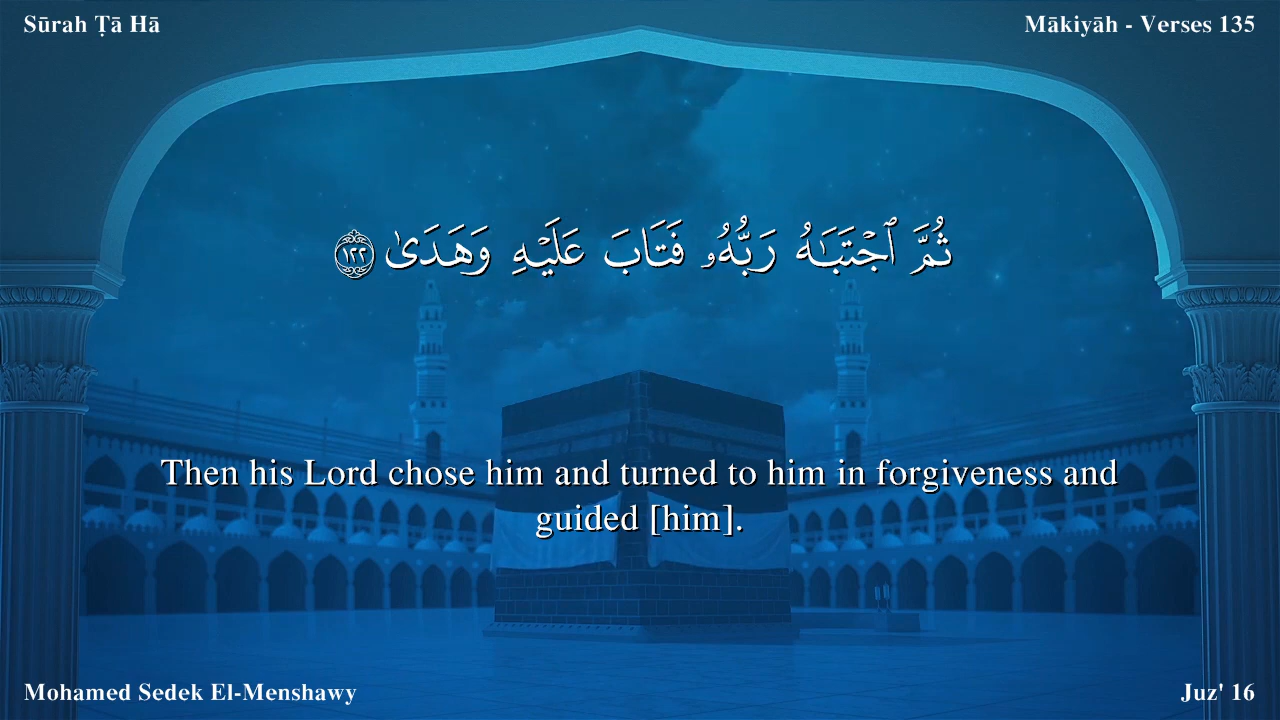 Sūrah Ṭā Hā
Mākiyāh - Verses 135
ثُمَّ ٱجْتَبَـٰهُ رَبُّهُۥ فَتَابَ عَلَيْهِ وَهَدَىٰ ١٢٢
Then his Lord chose him and turned to him in forgiveness and
guided [him].
Mohamed Sedek El-Menshawy
Juz' 16